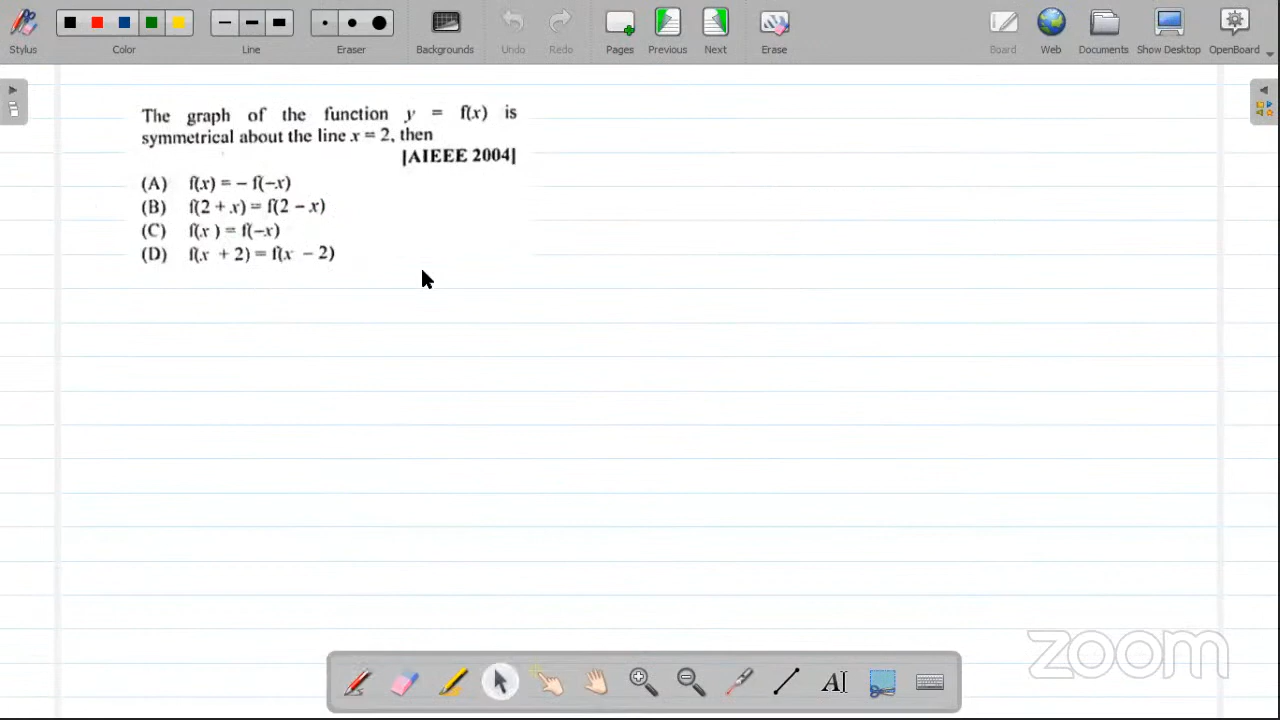 Stylus Color Line Eraser Backgrounds Undo Redo Pages Previous Next Erase Board Web Documents Show Desktop OpenBoard
The graph of the function y = f(x) is
symmetrical about the line x = 2, then
[AIEEE 2004]
(A) f(x) = – f(–x)
(B) f(2 + x) = f(2 – x)
(C) f(x ) = f(–x)
(D) f(x + 2) = f(x – 2)
zoom
AI